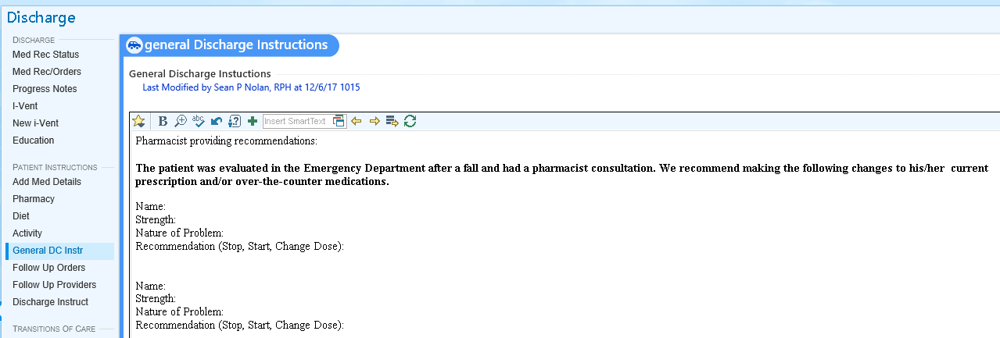 Discharge
DISCHARGE
Med Rec Status
Med Rec/Orders
Progress Notes
I-Vent
New i-Vent
Education
PATIENT INSTRUCTIONS
Add Med Details
Pharmacy
Diet
Activity
General DC Instr
Follow Up Orders
Follow Up Providers
Discharge Instruct
TRANSITIONS OF CARE
general Discharge Instructions
General Discharge Instuctions
Last Modified by Sean P Nolan, RPH at 12/6/17 1015
B abc Insert SmartText
Pharmacist providing recommendations:
The patient was evaluated in the Emergency Department after a fall and had a pharmacist consultation. We recommend making the following changes to his/her current
prescription and/or over-the-counter medications.
Name:
Strength:
Nature of Problem:
Recommendation (Stop, Start, Change Dose):
Name:
Strength:
Nature of Problem:
Recommendation (Stop, Start, Change Dose):